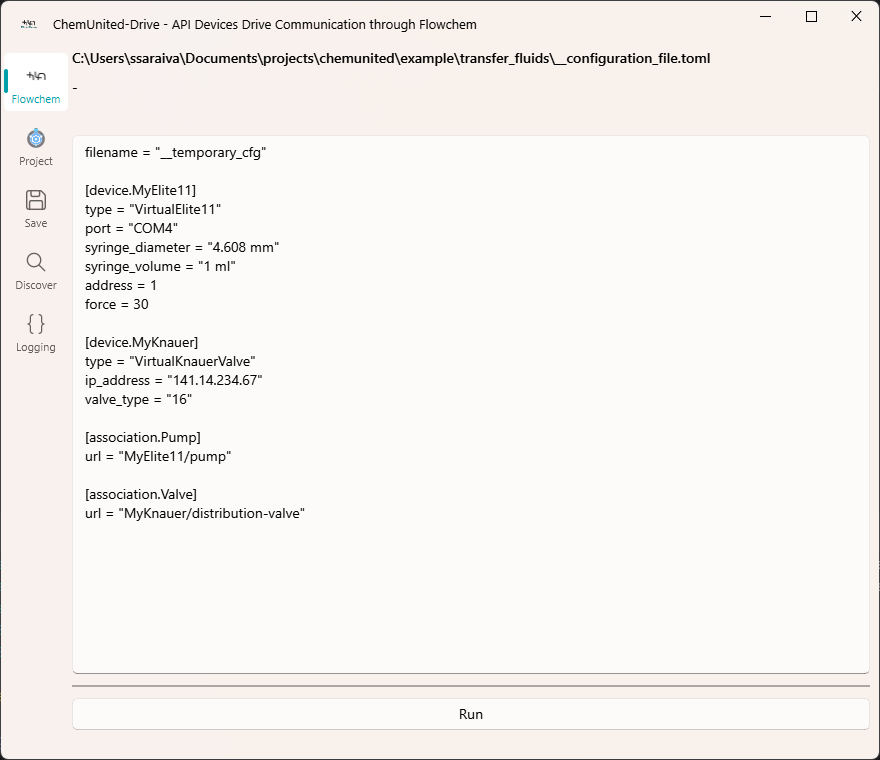 ChemUnited-Drive - API Devices Drive Communication through Flowchem
C:\Users\ssaraiva\Documents\projects\chemunited\example\transfer_fluids\__configuration_file.toml
-
Flowchem
Project
Save
Discover
Logging
filename = "__temporary_cfg"
[device.MyElite11]
type = "VirtualElite11"
port = "COM4"
syringe_diameter = "4.608 mm"
syringe_volume = "1 ml"
address = 1
force = 30
[device.MyKnauer]
type = "VirtualKnauerValve"
ip_address = "141.14.234.67"
valve_type = "16"
[association.Pump]
url = "MyElite11/pump"
[association.Valve]
url = "MyKnauer/distribution-valve"
Run